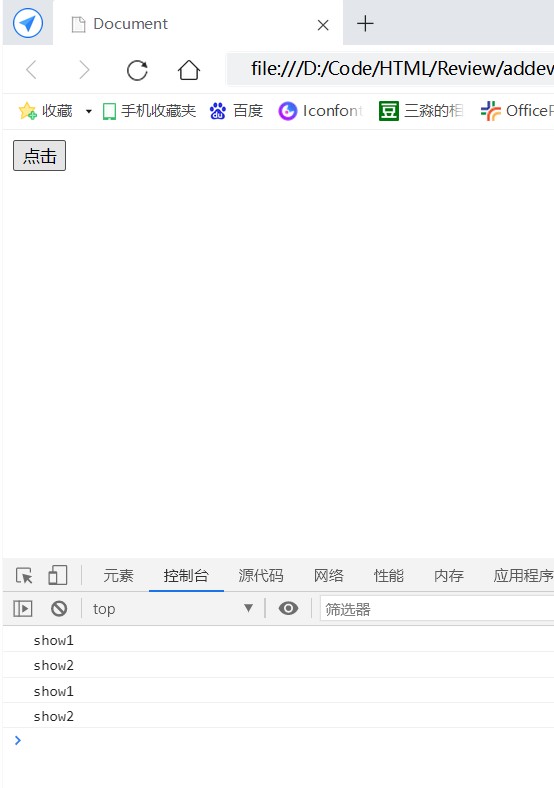 Document
file:///D:/Code/HTML/Review/addev
收藏 手机收藏夹 百度 Iconfont 豆 三淼的相 OfficeP
点击
元素 控制台 源代码 网络 性能 内存 应用程序
top 筛选器
show1
show2
show1
show2